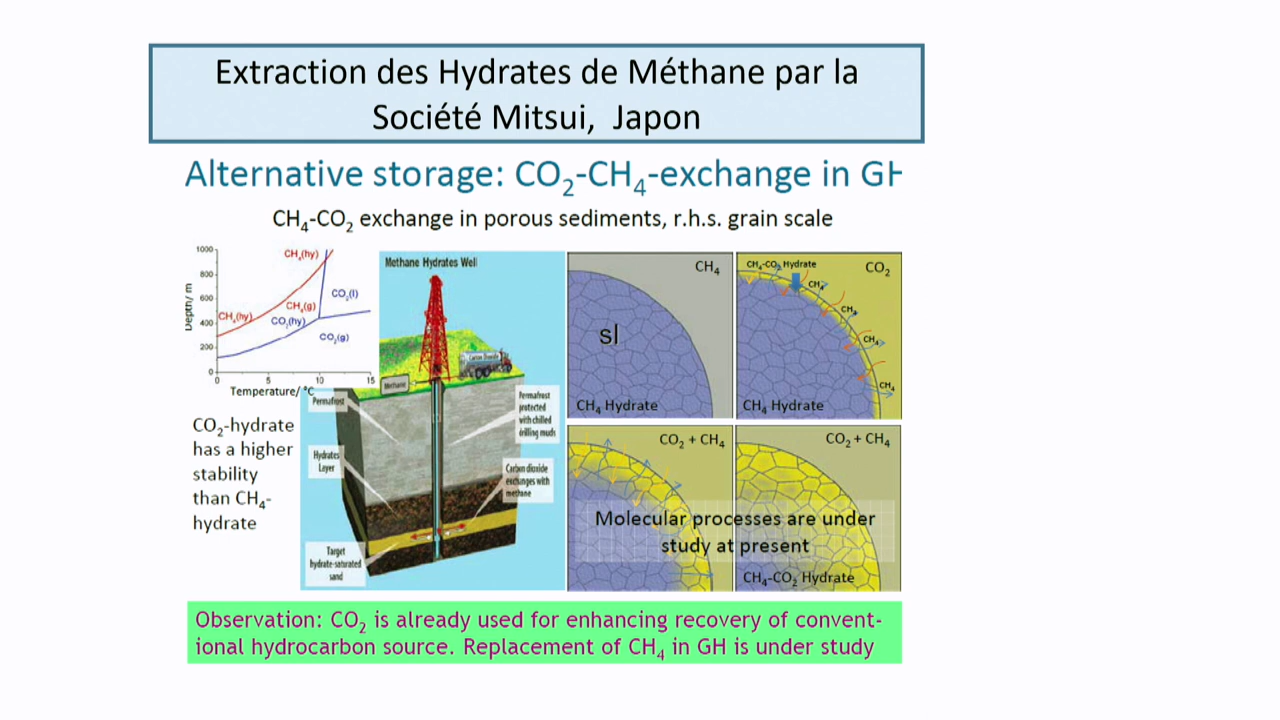 Extraction des Hydrates de Méthane par la
Société Mitsui, Japon
Alternative storage: CO₂-CH₄-exchange in GH
CH₄-CO₂ exchange in porous sediments, r.h.s. grain scale
1000
800
600
400
200
0
Depth/ m
CH₄(hy)
CH₄(hy)
CH₄(g)
CO₂(l)
CO₂(hy)
CO₂(g)
0 5 10 15
Temperature/ °C
CO₂-hydrate
has a higher
stability
than CH₄-
hydrate
Methane Hydrates Well
Carbon Dioxide
Methane
Permafrost
Permafrost
protected
with chilled
drilling muds
Hydrates
Layer
Carbon dioxide
exchanges with
methane
Target
hydrate-saturated
sand
CH₄
sI
CH₄ Hydrate
CH₄-CO₂ Hydrate
CO₂
CH₄
CH₄
CH₄
CH₄
CH₄ Hydrate
CO₂ + CH₄
CO₂ + CH₄
Molecular processes are under
study at present
CH₄-CO₂ Hydrate
Observation: CO₂ is already used for enhancing recovery of convent-
ional hydrocarbon source. Replacement of CH₄ in GH is under study